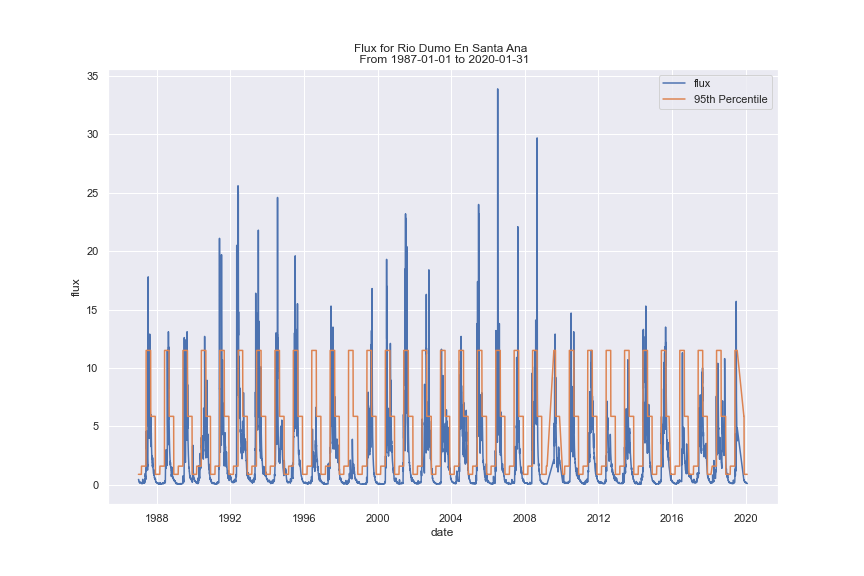 Flux for Rio Dumo En Santa Ana
From 1987-01-01 to 2020-01-31
flux
95th Percentile
35
30
25
20
15
10
5
0
flux
1988
1992
1996
2000
2004
2008
2012
2016
2020
date